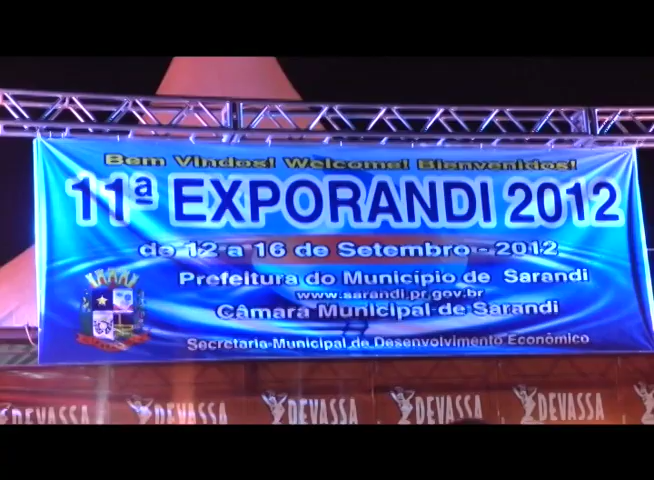 Bem Vindos! Welcome! Bienvenidos!
11ª EXPORANDI 2012
de 12 a 16 de Setembro - 2012
Prefeitura do Município de Sarandi
www.sarandi.pr.gov.br
Câmara Municipal de Sarandi
Secretaria Municipal de Desenvolvimento Econômico
DEVASSA DEVASSA DEVASSA DEVASSA DEVASSA